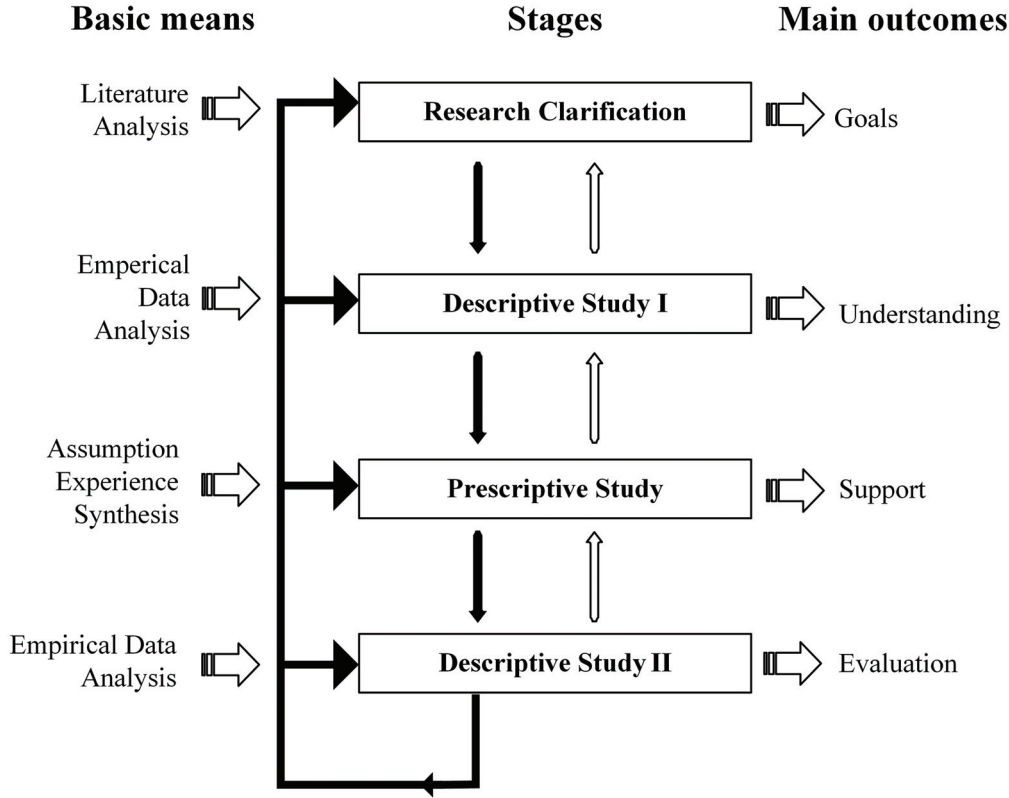 Basic means
Stages
Main outcomes
Literature
Analysis
Research Clarification
Goals
Emperical
Data
Analysis
Descriptive Study I
Understanding
Assumption
Experience
Synthesis
Prescriptive Study
Support
Empirical Data
Analysis
Descriptive Study II
Evaluation